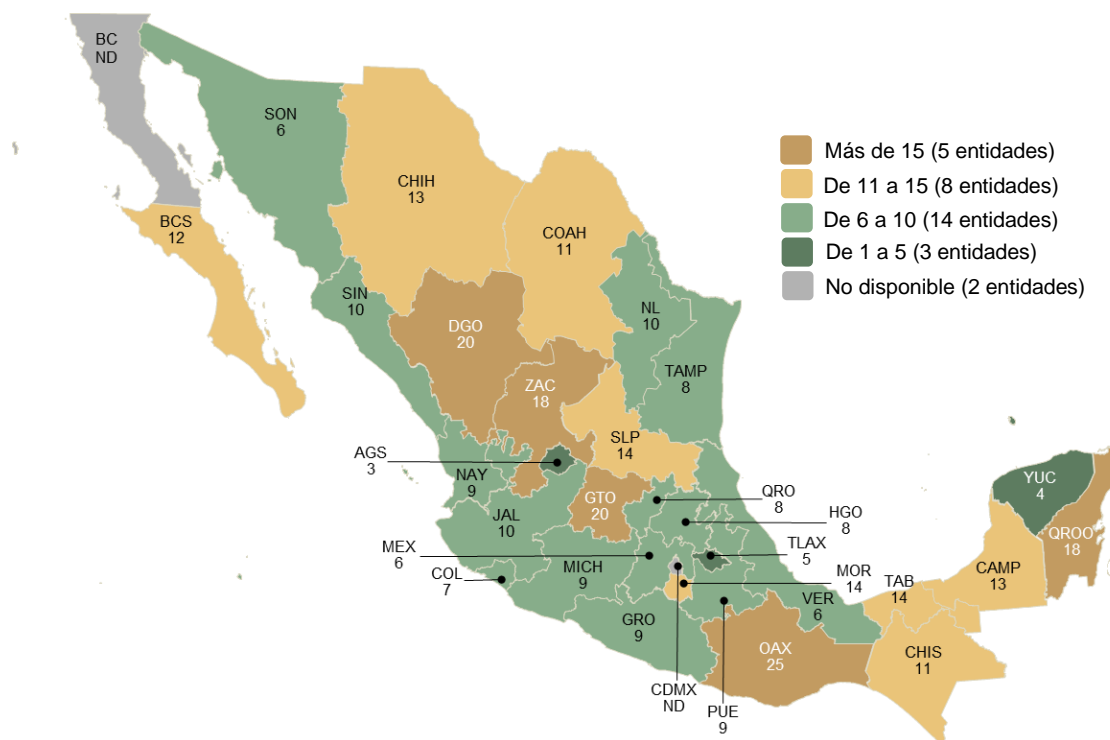 BC
ND
SON
6
CHIH
13
COAH
11
BCS
12
SIN
10
DGO
20
NL
10
TAMP
8
ZAC
18
SLP
14
AGS
3
NAY
9
JAL
10
GTO
20
QRO
8
HGO
8
MEX
6
COL
7
MICH
9
TLAX
5
MOR
14
VER
6
GRO
9
CDMX
ND
PUE
9
OAX
25
TAB
14
CHIS
11
CAMP
13
YUC
4
QROO
18
Más de 15 (5 entidades)
De 11 a 15 (8 entidades)
De 6 a 10 (14 entidades)
De 1 a 5 (3 entidades)
No disponible (2 entidades)